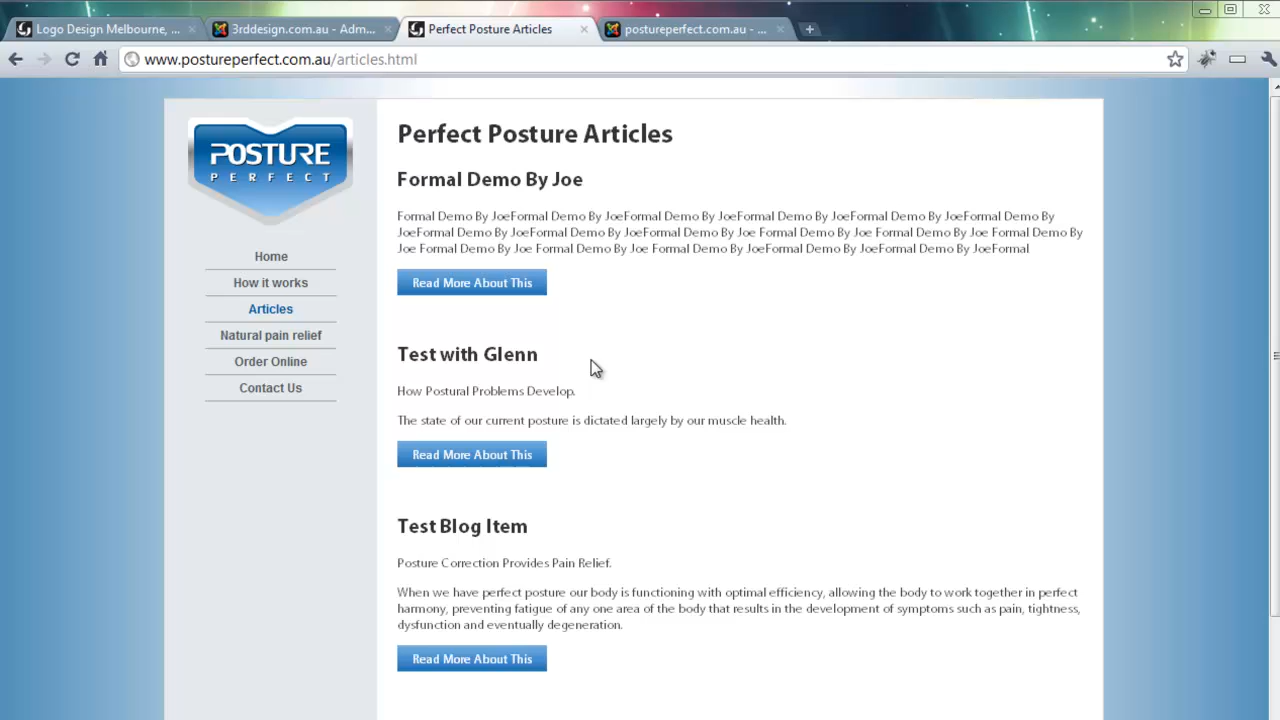 Logo Design Melbourne, ...
3rddesign.com.au - Adm...
Perfect Posture Articles
postureperfect.com.au - ...
www.postureperfect.com.au/articles.html
POSTURE
PERFECT
Home
How it works
Articles
Natural pain relief
Order Online
Contact Us
Perfect Posture Articles
Formal Demo By Joe
Formal Demo By JoeFormal Demo By JoeFormal Demo By JoeFormal Demo By JoeFormal Demo By JoeFormal Demo By
JoeFormal Demo By JoeFormal Demo By JoeFormal Demo By Joe Formal Demo By Joe Formal Demo By Joe Formal Demo By
Joe Formal Demo By Joe Formal Demo By Joe Formal Demo By JoeFormal Demo By JoeFormal Demo By JoeFormal
Read More About This
Test with Glenn
How Postural Problems Develop.
The state of our current posture is dictated largely by our muscle health.
Read More About This
Test Blog Item
Posture Correction Provides Pain Relief.
When we have perfect posture our body is functioning with optimal efficiency, allowing the body to work together in perfect
harmony, preventing fatigue of any one area of the body that results in the development of symptoms such as pain, tightness,
dysfunction and eventually degeneration.
Read More About This